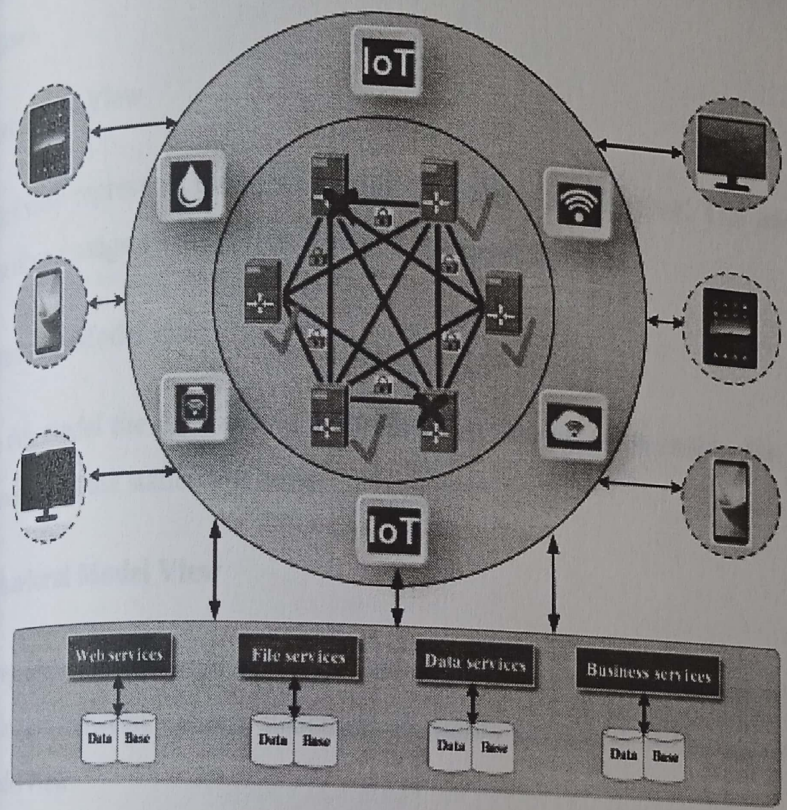 IoT
IoT
Web services
File services
Data services
Business services
Data Base
Data Base
Data Base
Data Base